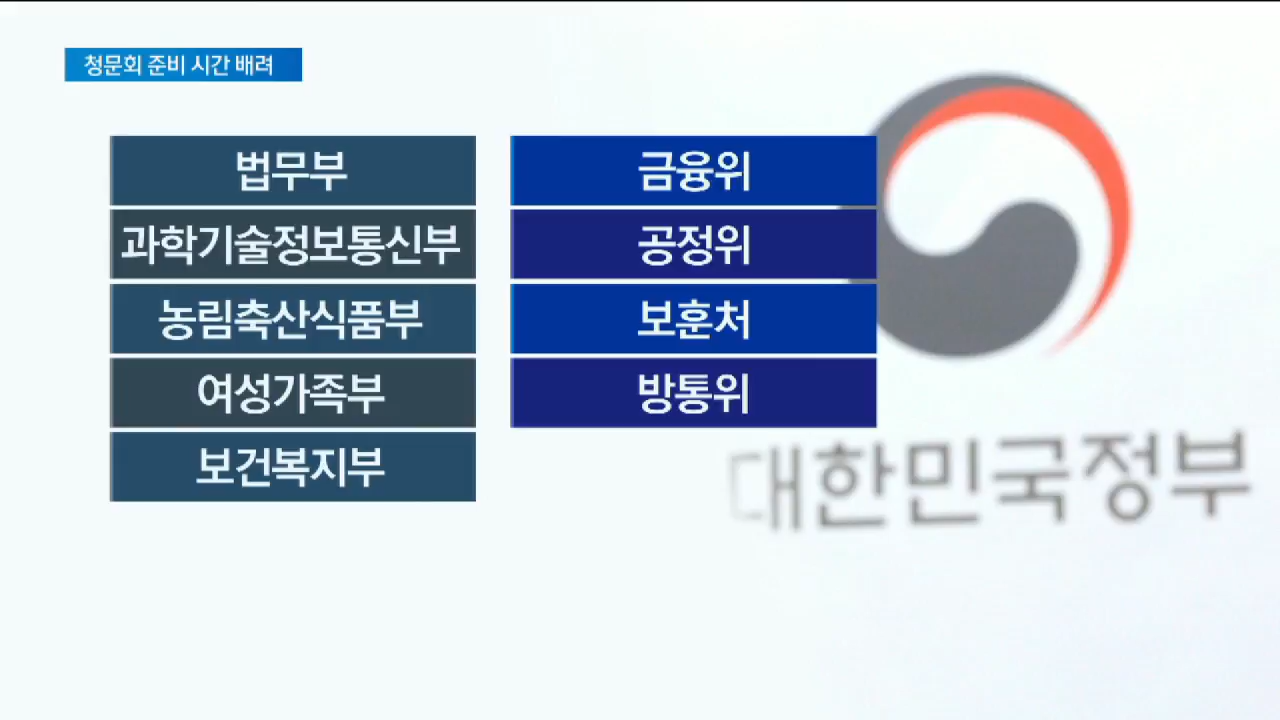 청문회 준비 시간 배려
법무부
과학기술정보통신부
농림축산식품부
여성가족부
보건복지부
금융위
공정위
보훈처
방통위
대한민국정부